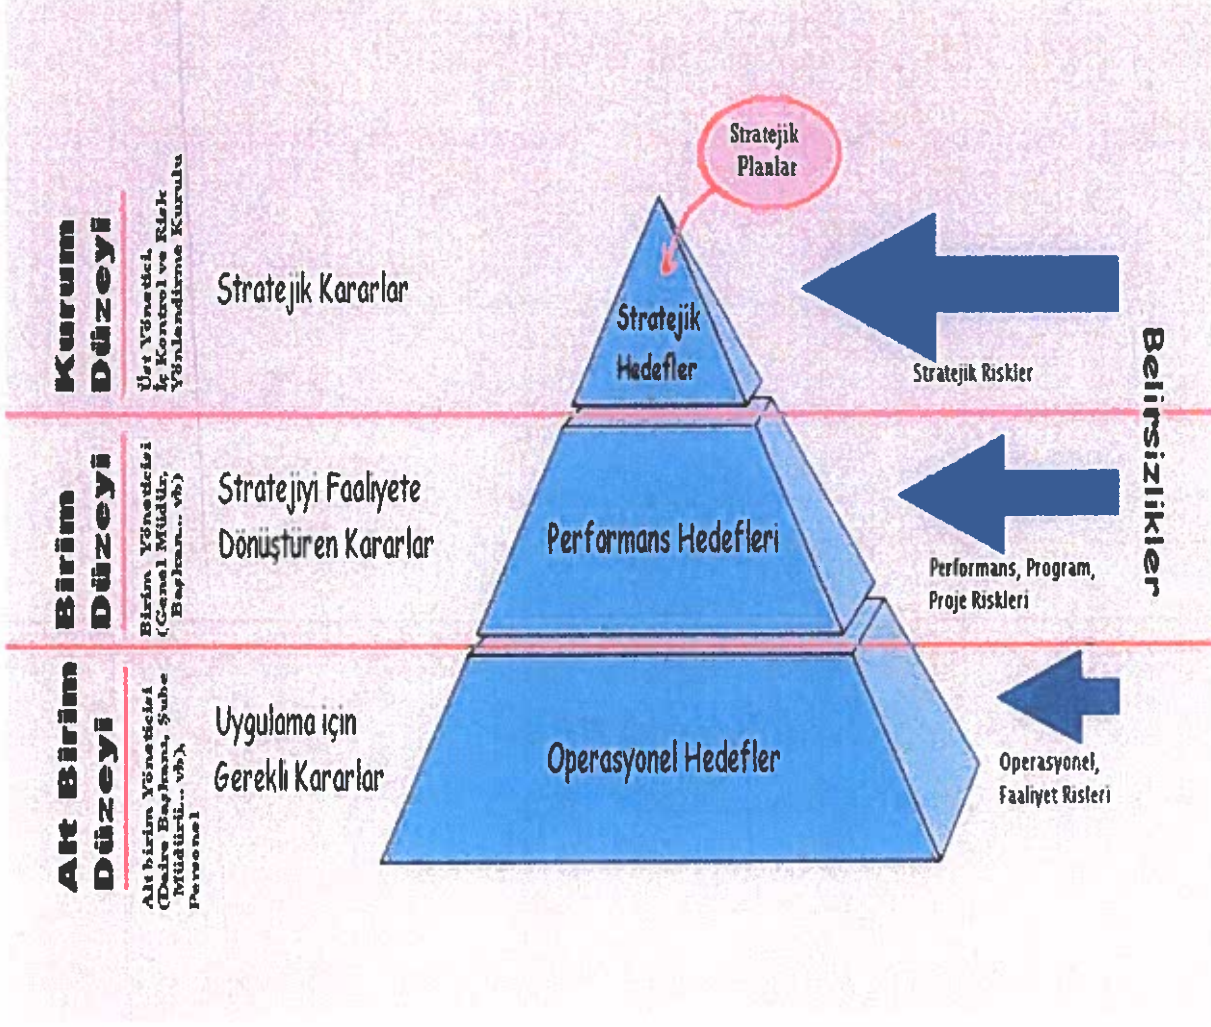 Stratejik
Planlar
Kurum
Düzeyi
Üst Yönetici,
İç Kontrol ve Risk
Yönlendirme Kurulu
Stratejik Kararlar
Stratejik
Hedefler
Stratejik Riskler
Belirsizlikler
Birim
Düzeyi
Birim Yöneticisi
(Genel Müdür,
Başkan... vb)
Stratejiyi Faaliyete
Dönüştüren Kararlar
Performans Hedefleri
Performans, Program,
Proje Riskleri
Alt Birim
Düzeyi
Alt birim Yöneticisi
(Daire Başkanı, Şube
Müdürü... vb),
Personel
Uygulama için
Gerekli Kararlar
Operasyonel Hedefler
Operasyonel,
Faaliyet Risleri